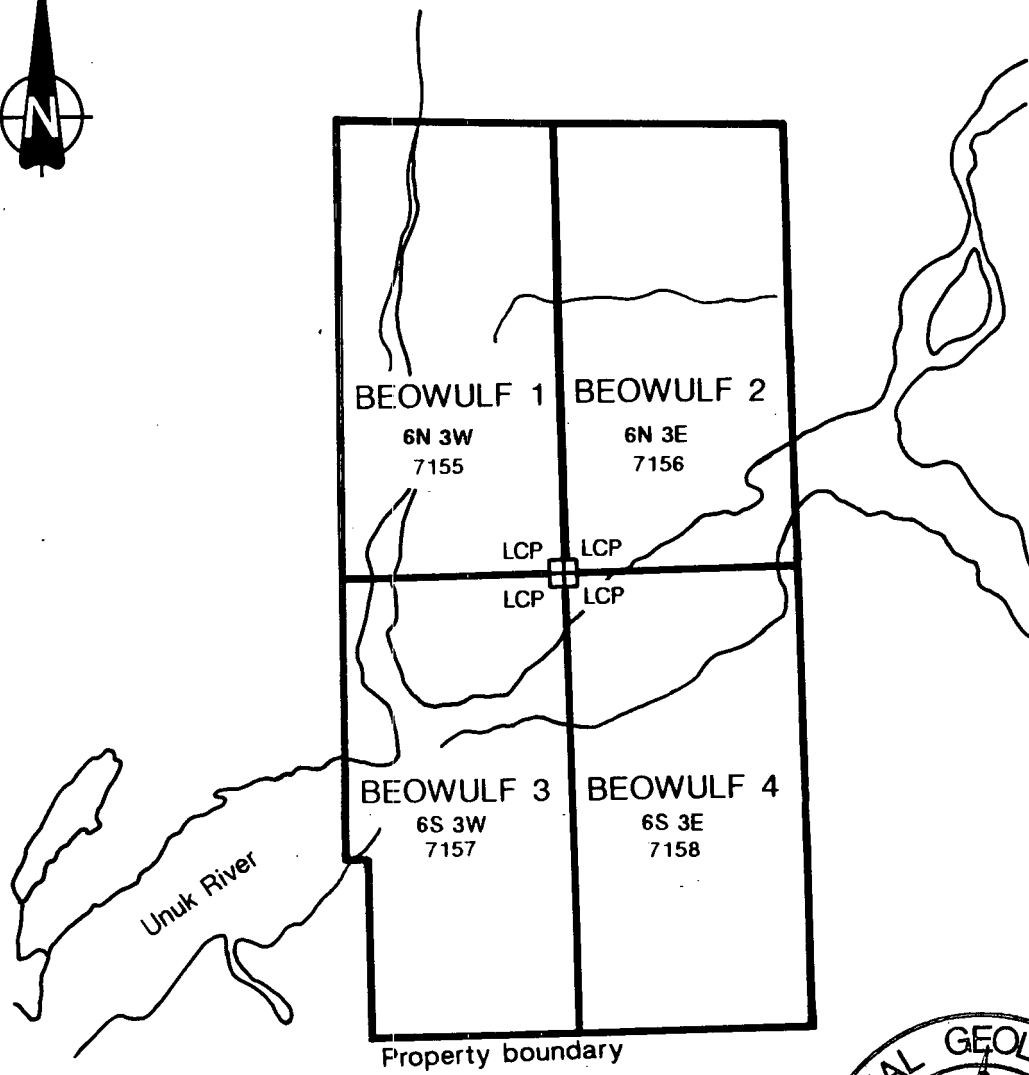 N
BEOWULF 1
6N 3W
7155
BEOWULF 2
6N 3E
7156
LCP LCP
LCP LCP
BEOWULF 3
6S 3W
7157
BEOWULF 4
6S 3E
7158
Unuk River
Property boundary